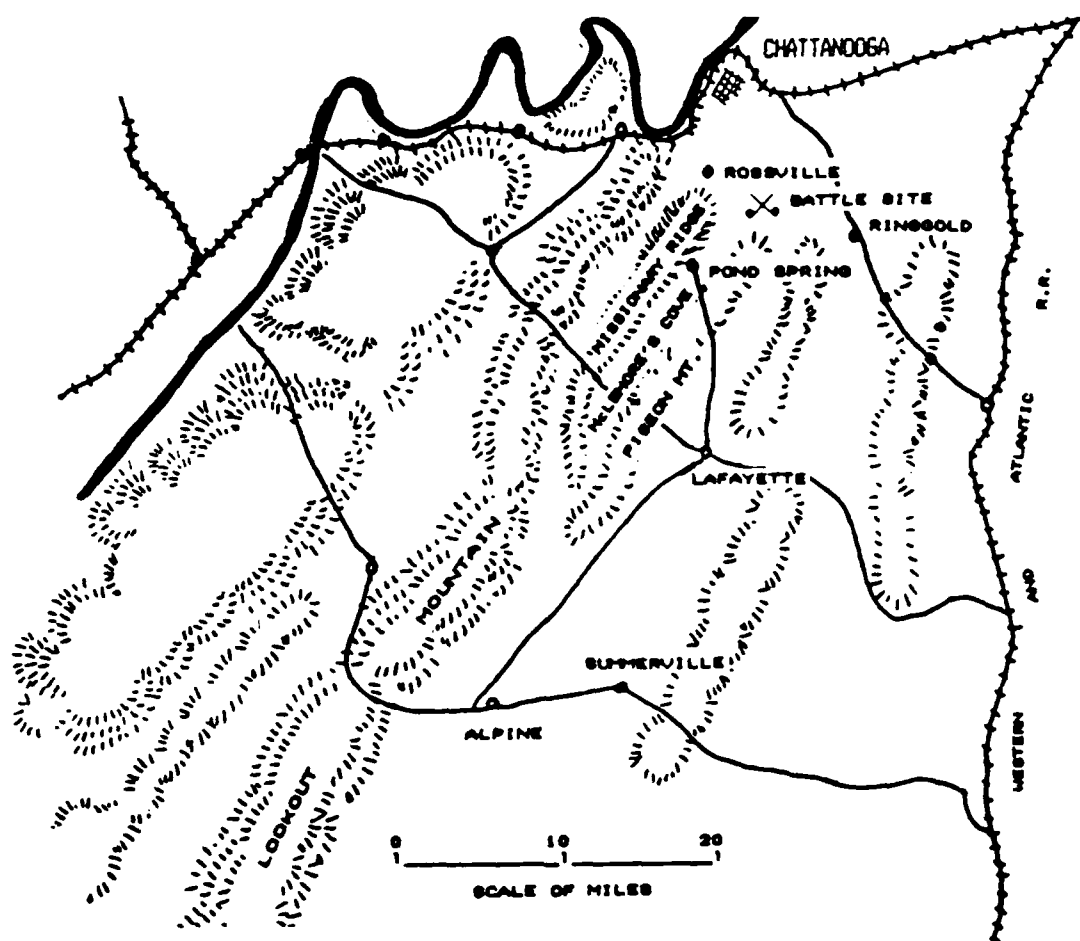 CHATTANOOGA
ROSSVILLE
BATTLE SITE
RINGGOLD
MISSIONARY RIDGE
POND SPRING
R.R.
McLEMORE'S COVE
PIGEON MT.
ATLANTIC
LAFAYETTE
MOUNTAIN
AND
SUMMERVILLE
ALPINE
WESTERN
LOOKOUT
0 10 20
SCALE OF MILES